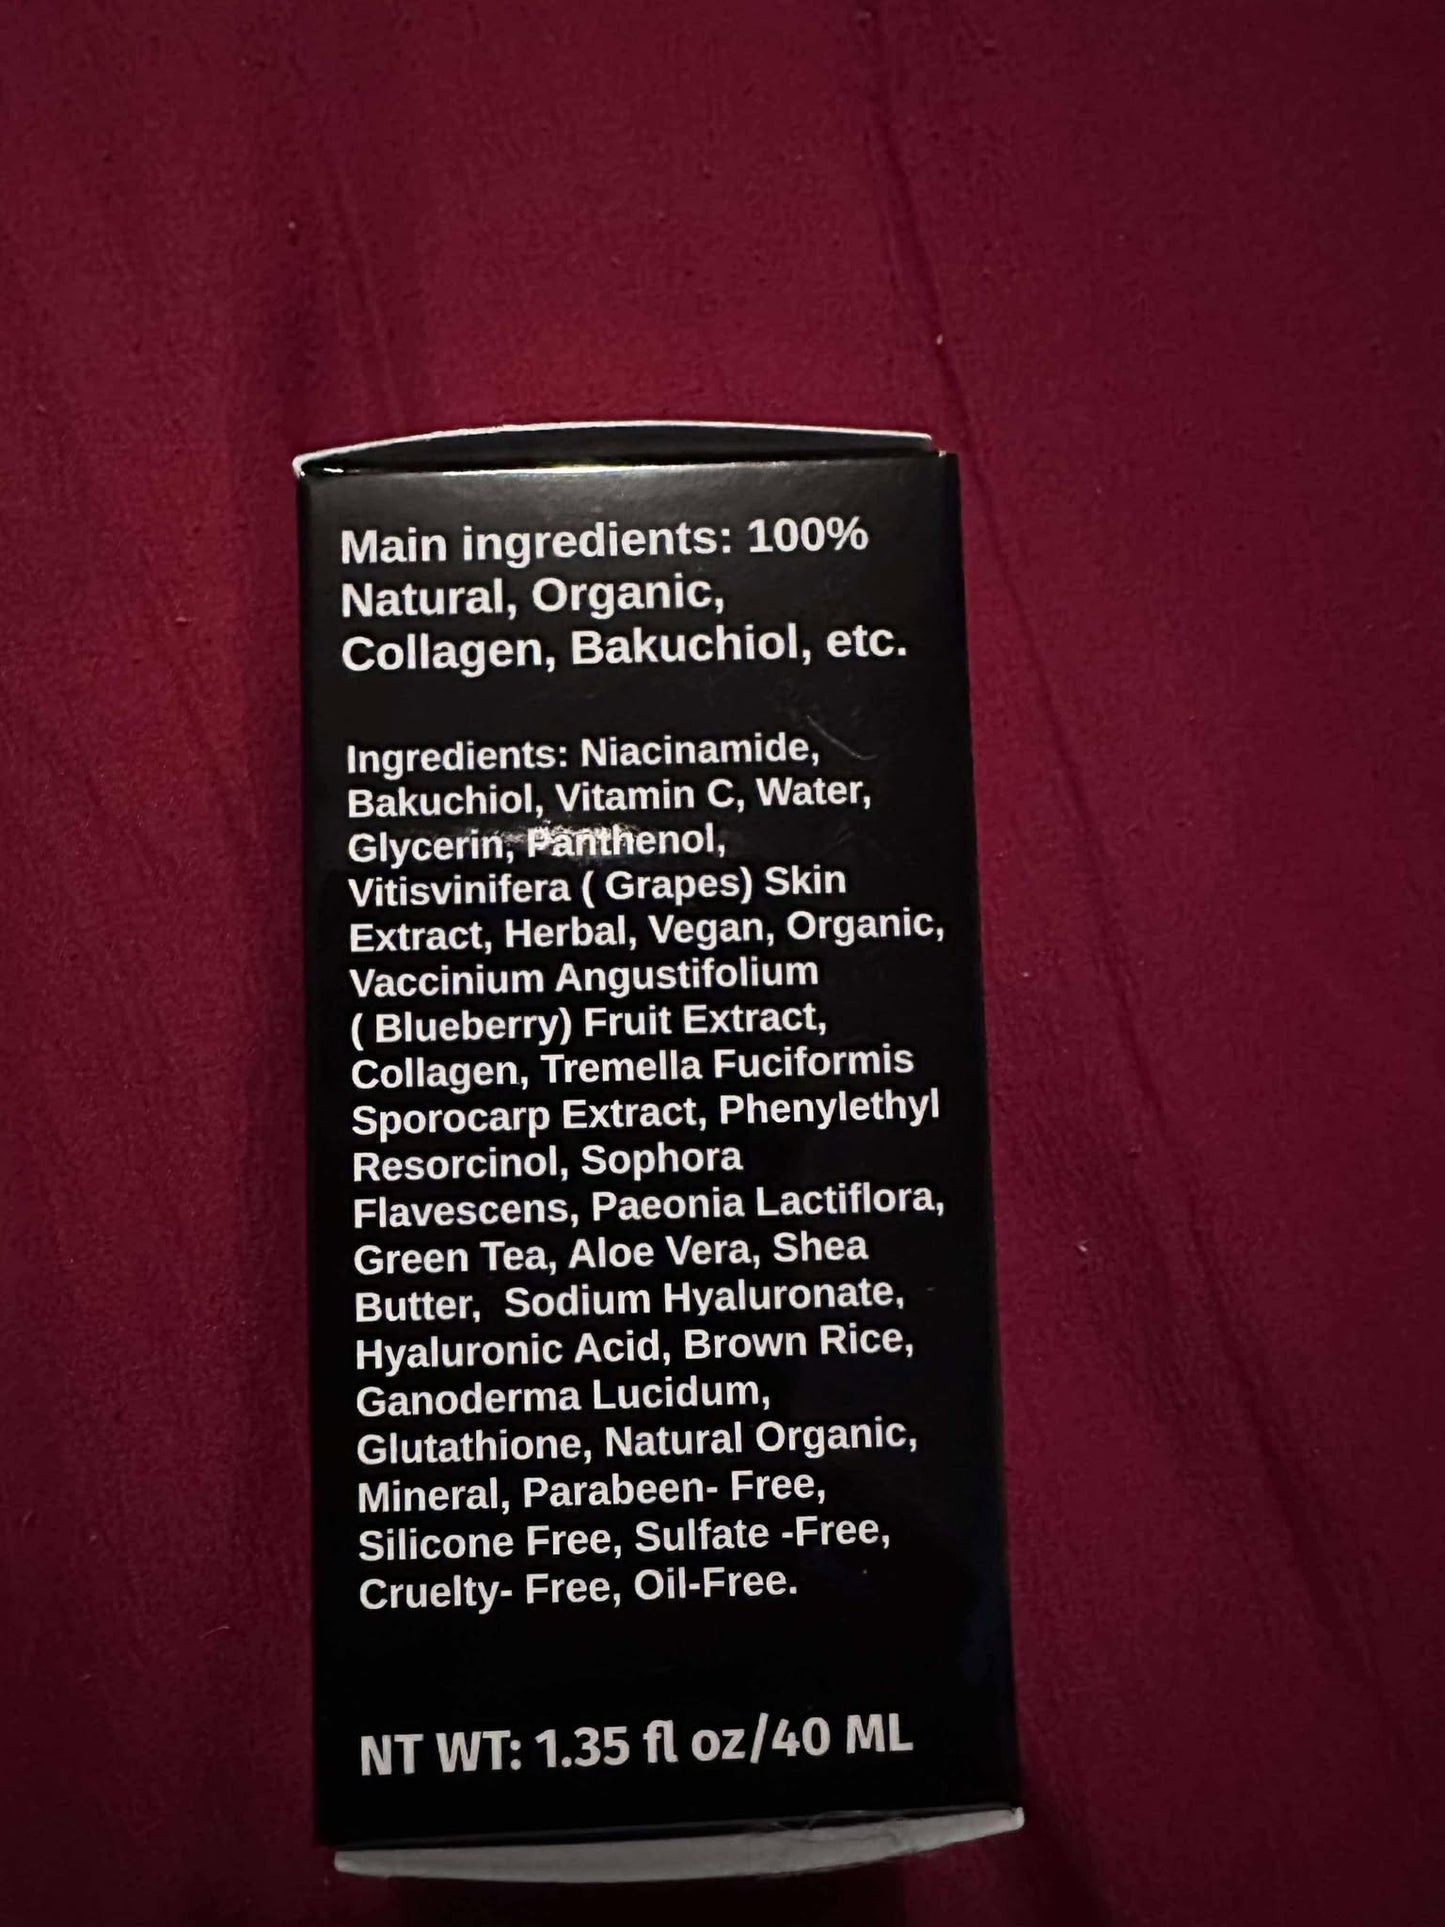 Main ingredients: 100%
Natural, Organic,
Collagen, Bakuchiol, etc.
Ingredients: Niacinamide,
Bakuchiol, Vitamin C, Water,
Glycerin, Panthenol,
Vitisvinifera ( Grapes) Skin
Extract, Herbal, Vegan, Organic,
Vaccinium Angustifolium
( Blueberry) Fruit Extract,
Collagen, Tremella Fuciformis
Sporocarp Extract, Phenylethyl
Resorcinol, Sophora
Flavescens, Paeonia Lactiflora,
Green Tea, Aloe Vera, Shea
Butter,  Sodium Hyaluronate,
Hyaluronic Acid, Brown Rice,
Ganoderma Lucidum,
Glutathione, Natural Organic,
Mineral, Parabeen- Free,
Silicone Free, Sulfate -Free,
Cruelty- Free, Oil-Free.
NT WT: 1.35 fl oz/40 ML